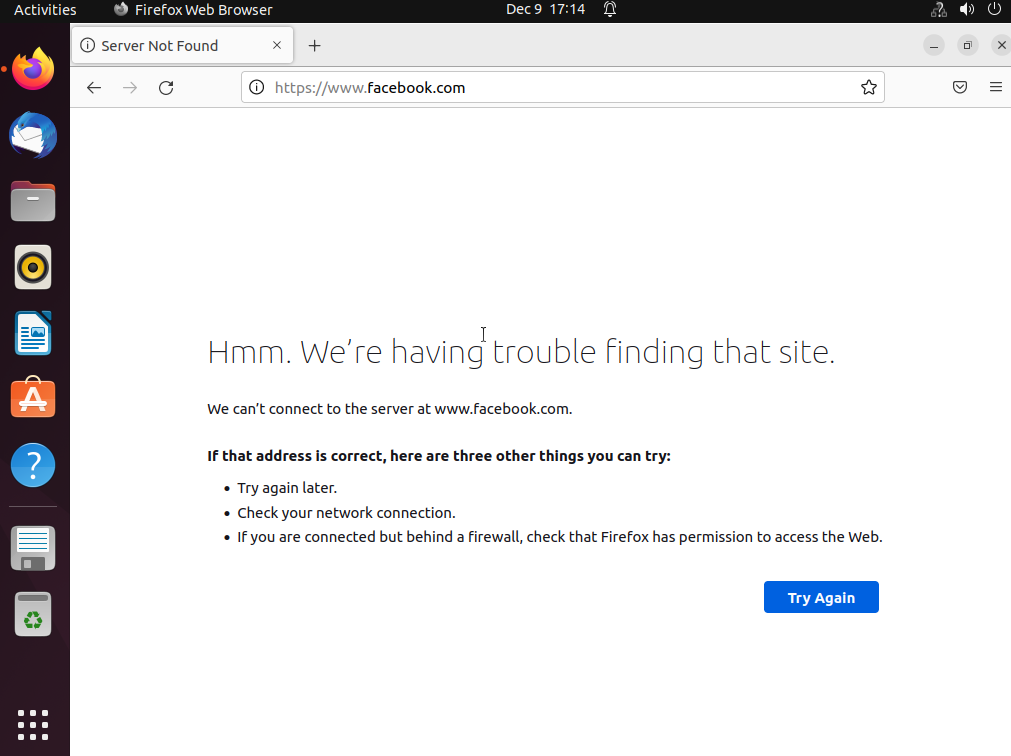 Activities Firefox Web Browser Dec 9 17:14
Server Not Found
https://www.facebook.com
Hmm. We’re having trouble finding that site.
We can’t connect to the server at www.facebook.com.
If that address is correct, here are three other things you can try:
• Try again later.
• Check your network connection.
• If you are connected but behind a firewall, check that Firefox has permission to access the Web.
Try Again